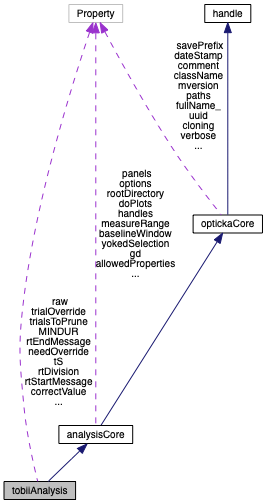 Property
handle
savePrefix
dateStamp
comment
className
mversion
paths
fullName_
uuid
cloning
verbose
...
panels
options
rootDirectory
doPlots
handles
measureRange
baselineWindow
yokedSelection
gd
allowedProperties
...
optickaCore
raw
trialOverride
trialsToPrune
MINDUR
rtEndMessage
needOverride
tS
rtDivision
rtStartMessage
correctValue
...
analysisCore
tobiiAnalysis